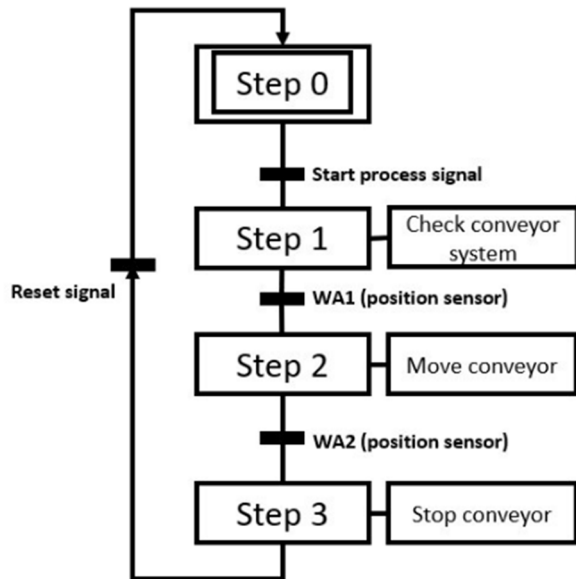 Step 0
Start process signal
Step 1
Check conveyor
system
Reset signal
WA1 (position sensor)
Step 2
Move conveyor
WA2 (position sensor)
Step 3
Stop conveyor